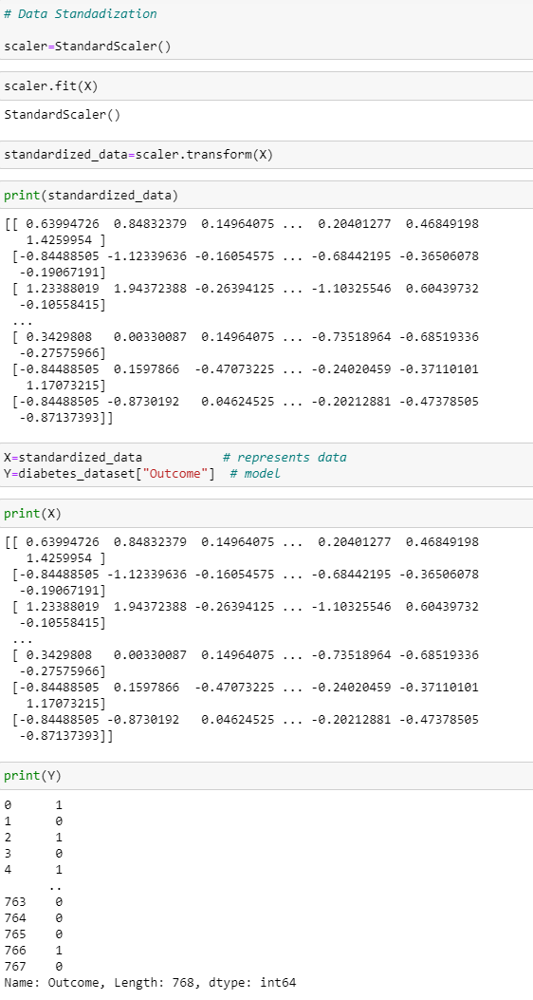 # Data Standadization
scaler=StandardScaler()
scaler.fit(X)
StandardScaler()
standardized_data=scaler.transform(X)
print(standardized_data)
[[ 0.63994726  0.84832379  0.14964075 ...  0.20401277  0.46849198
   1.4259954 ]
 [-0.84488505 -1.12339636 -0.16054575 ... -0.68442195 -0.36506078
  -0.19067191]
 [ 1.23388019  1.94372388 -0.26394125 ... -1.10325546  0.60439732
  -0.10558415]
 ...
 [ 0.3429808   0.00330087  0.14964075 ... -0.73518964 -0.68519336
  -0.27575966]
 [-0.84488505  0.1597866  -0.47073225 ... -0.24020459 -0.37110101
   1.17073215]
 [-0.84488505 -0.8730192   0.04624525 ... -0.20212881 -0.47378505
  -0.87137393]]
X=standardized_data           # represents data
Y=diabetes_dataset["Outcome"]  # model
print(X)
[[ 0.63994726  0.84832379  0.14964075 ...  0.20401277  0.46849198
   1.4259954 ]
 [-0.84488505 -1.12339636 -0.16054575 ... -0.68442195 -0.36506078
  -0.19067191]
 [ 1.23388019  1.94372388 -0.26394125 ... -1.10325546  0.60439732
  -0.10558415]
 ...
 [ 0.3429808   0.00330087  0.14964075 ... -0.73518964 -0.68519336
  -0.27575966]
 [-0.84488505  0.1597866  -0.47073225 ... -0.24020459 -0.37110101
   1.17073215]
 [-0.84488505 -0.8730192   0.04624525 ... -0.20212881 -0.47378505
  -0.87137393]]
print(Y)
0      1
1      0
2      1
3      0
4      1
      ..
763    0
764    0
765    0
766    1
767    0
Name: Outcome, Length: 768, dtype: int64